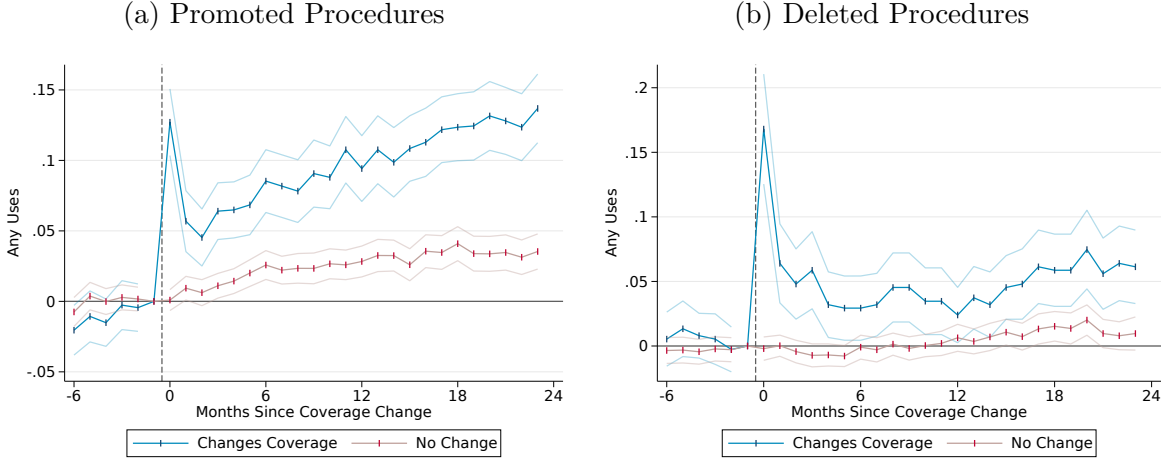 (a) Promoted Procedures
Any Uses
.15
.1
.05
0
-.05
-6
0
6
12
18
24
Months Since Coverage Change
Changes Coverage
No Change
(b) Deleted Procedures
Any Uses
.2
.15
.1
.05
0
-6
0
6
12
18
24
Months Since Coverage Change
Changes Coverage
No Change